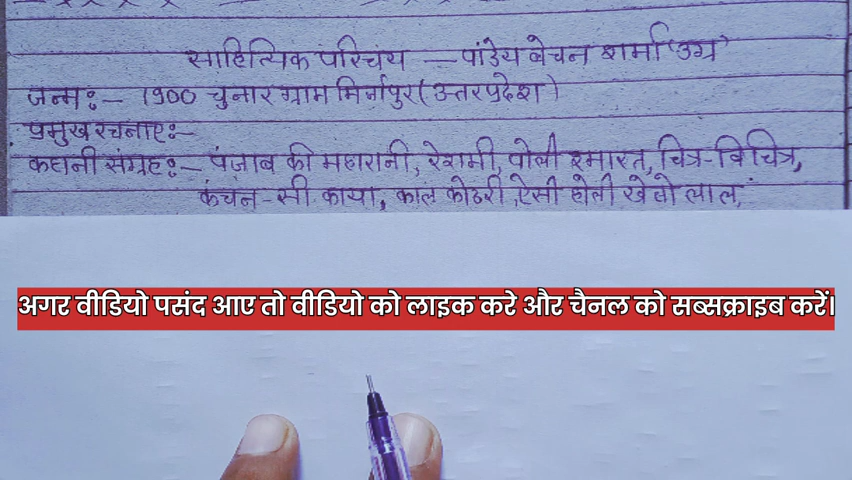 साहित्यिक परिचय — पांडेय बेचन शर्मा 'उग्र'
जन्म:— 1900 चुनार ग्राम मिर्जापुर (उत्तरप्रदेश)
प्रमुख रचनाएः—
कहानी संग्रह:— पंजाब की महारानी, रेशमी, पोली इमारत, चित्र-विचित्र,
कंचन-सी काया, काल कोठरी, ऐसी होली खेलो लाल,
अगर वीडियो पसंद आए तो वीडियो को लाइक करे और चैनल को सब्सक्राइब करें।